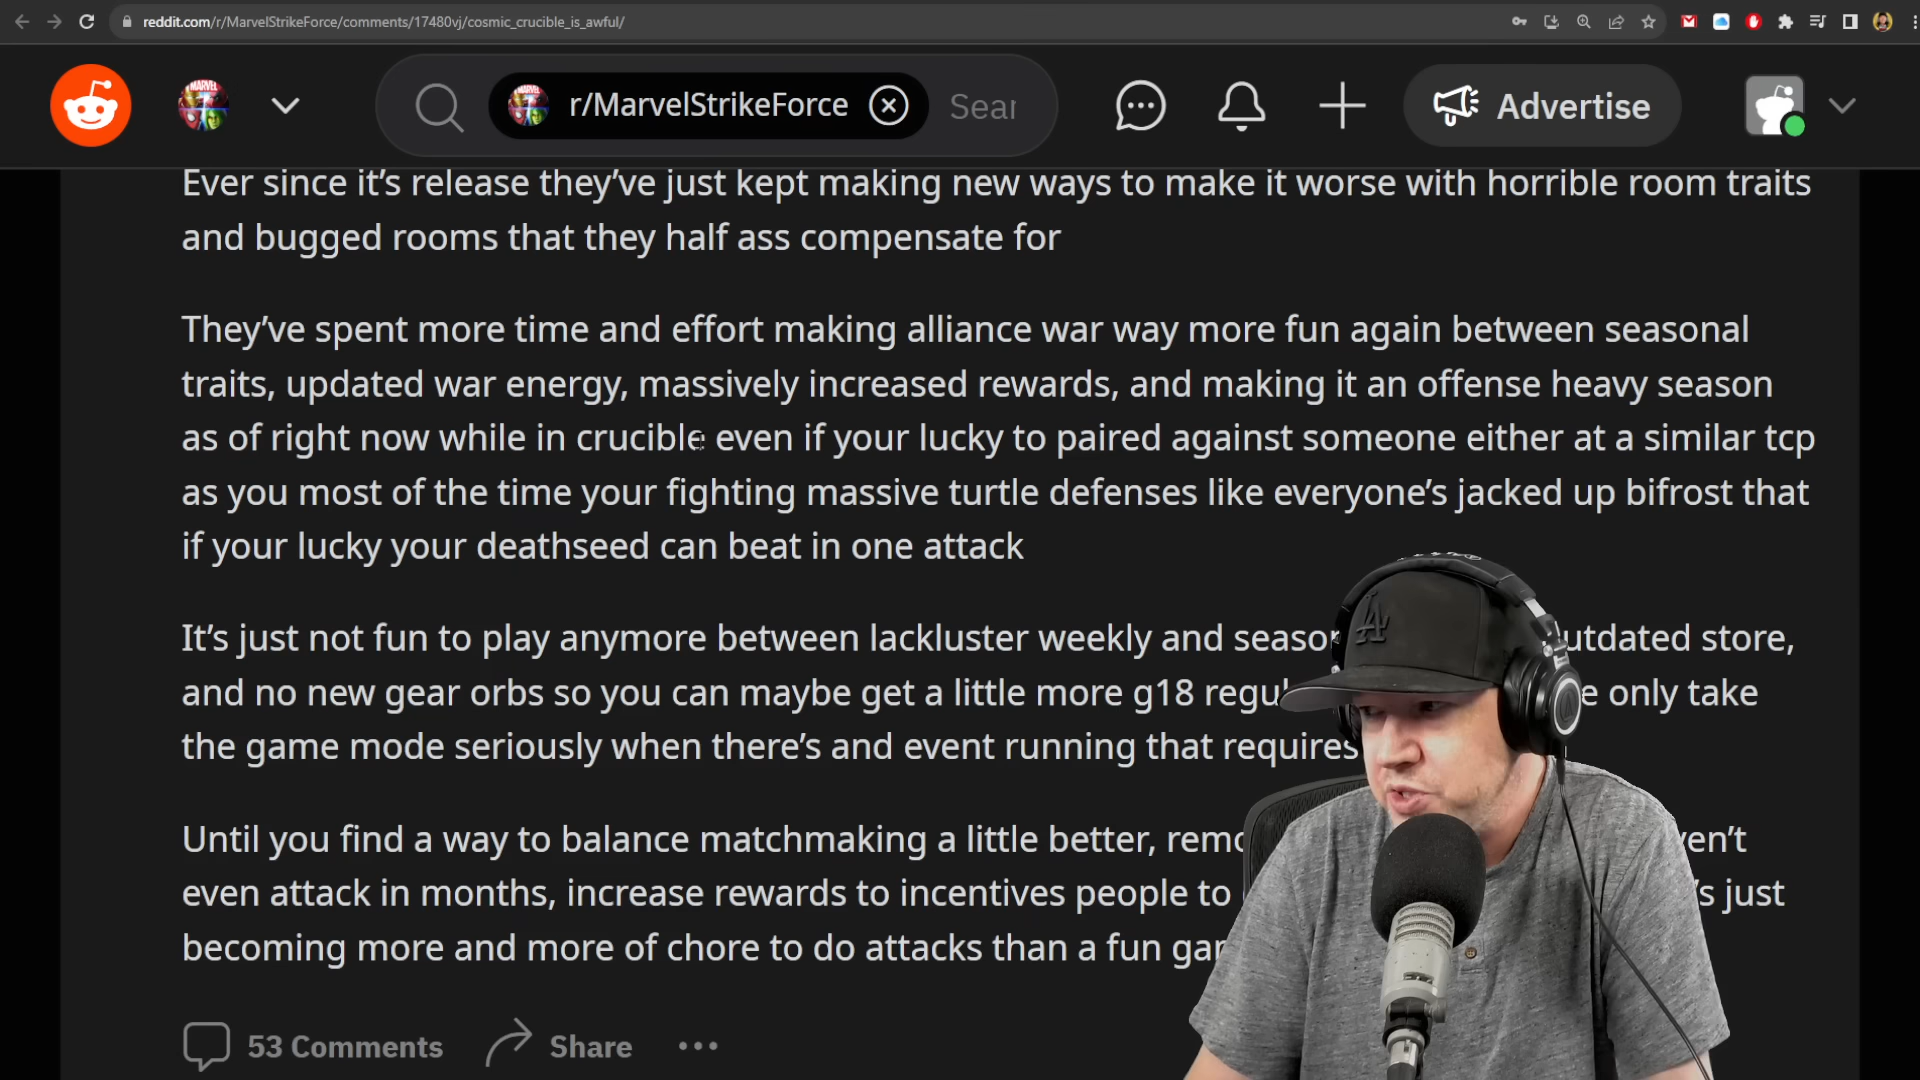 reddit.com/r/MarvelStrikeForce/comments/17480vj/cosmic_crucible_is_awful/
r/MarvelStrikeForce Sear
Advertise
Ever since it's release they've just kept making new ways to make it worse with horrible room traits
and bugged rooms that they half ass compensate for
They've spent more time and effort making alliance war way more fun again between seasonal
traits, updated war energy, massively increased rewards, and making it an offense heavy season
as of right now while in crucible even if your lucky to paired against someone either at a similar tcp
as you most of the time your fighting massive turtle defenses like everyone's jacked up bifrost that
if your lucky your deathseed can beat in one attack
It's just not fun to play anymore between lackluster weekly and seaso utdated store,
and no new gear orbs so you can maybe get a little more g18 regu e only take
the game mode seriously when there's and event running that requires
Until you find a way to balance matchmaking a little better, remo en't
even attack in months, increase rewards to incentives people to 's just
becoming more and more of chore to do attacks than a fun ga
53 Comments Share